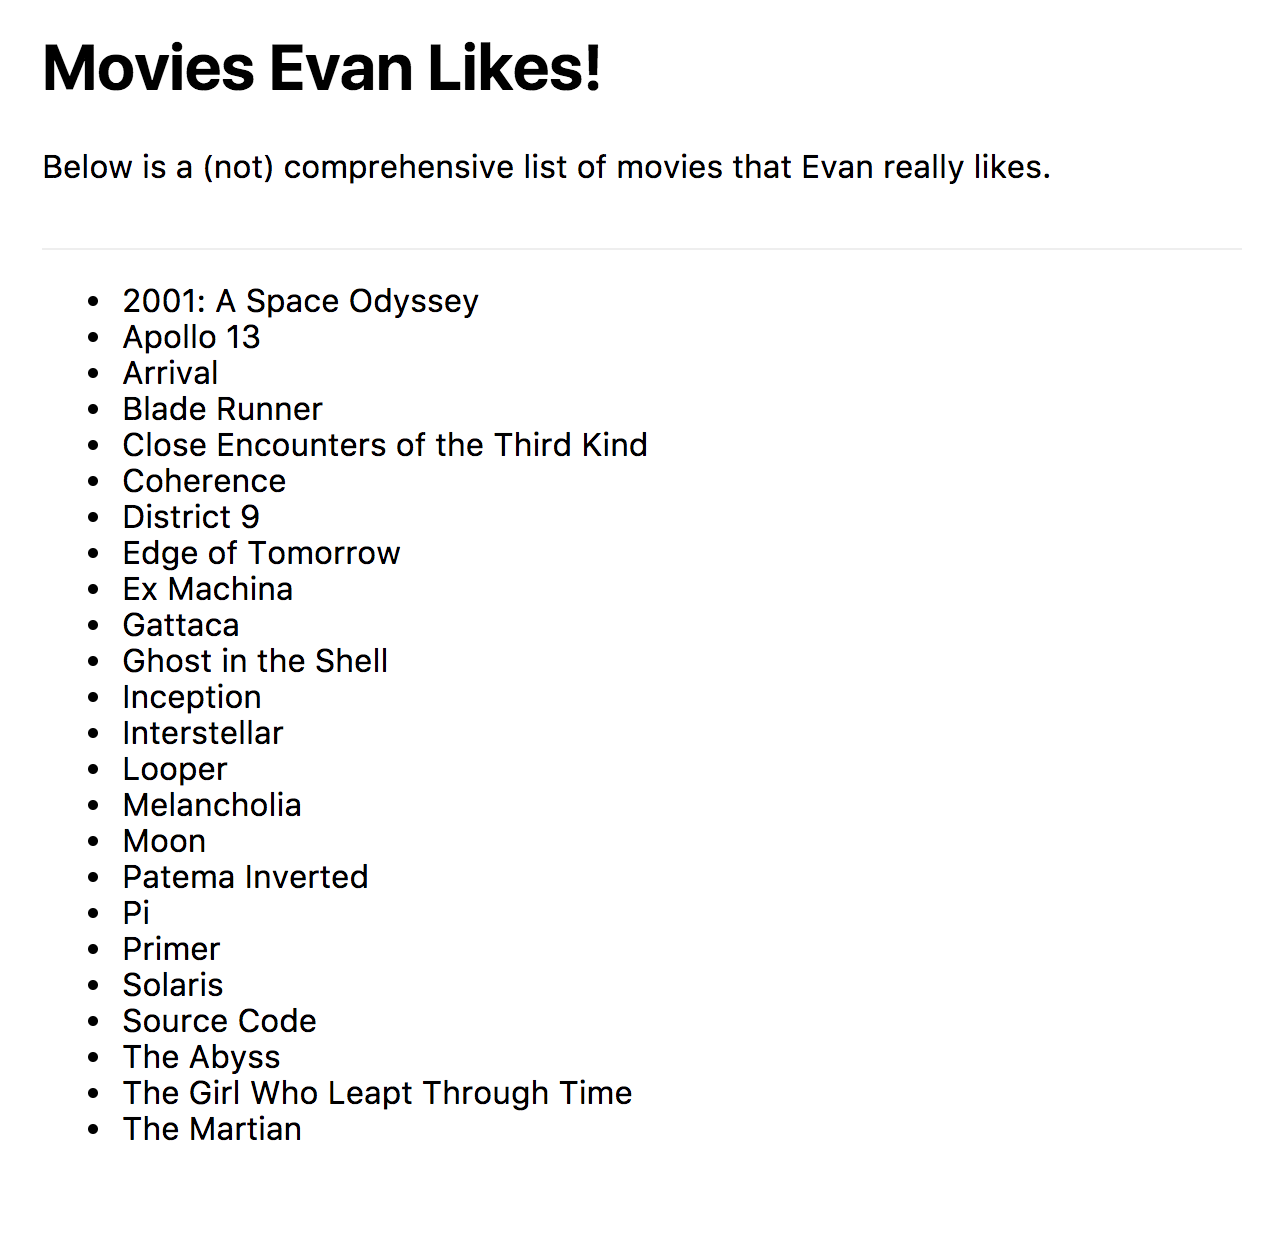 Movies Evan Likes!
Below is a (not) comprehensive list of movies that Evan really likes.
• 2001: A Space Odyssey
• Apollo 13
• Arrival
• Blade Runner
• Close Encounters of the Third Kind
• Coherence
• District 9
• Edge of Tomorrow
• Ex Machina
• Gattaca
• Ghost in the Shell
• Inception
• Interstellar
• Looper
• Melancholia
• Moon
• Patema Inverted
• Pi
• Primer
• Solaris
• Source Code
• The Abyss
• The Girl Who Leapt Through Time
• The Martian